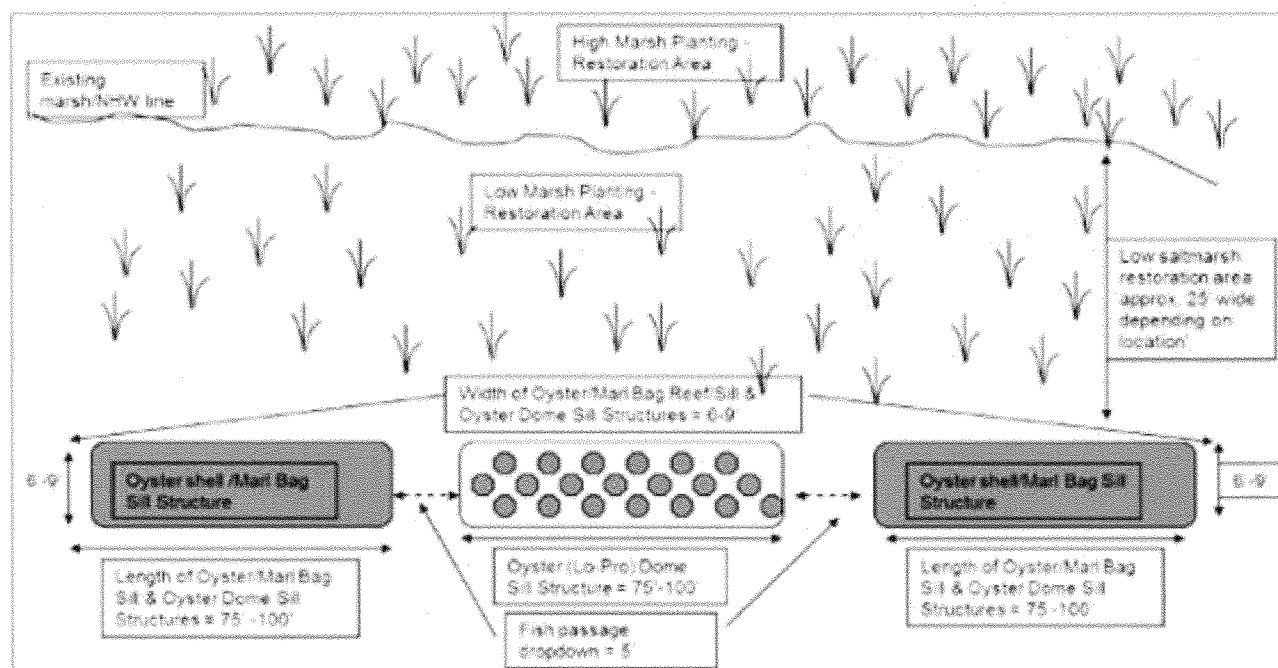 High Marsh Planting -
Restoration Area
Existing
marsh/NHW line
Low Marsh Planting -
Restoration Area
Low saltmarsh
restoration area
approx. 25' wide
depending on
location'
Width of Oyster/Marl Bag Reef/Sill &
Oyster Dome Sill Structures = 6-9'
6'-9'
Oyster shell /Marl Bag
Sill Structure
Oyster shell/Marl Bag Sill
Structure
6'-9'
Length of Oyster/Marl Bag
Sill & Oyster Dome Sill
Structures = 75'-100'
Oyster (Lo-Pro) Dome
Sill Structure = 75'-100'
Length of Oyster/Marl Bag
Sill & Oyster Dome Sill
Structures = 75'-100'
Fish passage
dropdown = 5'